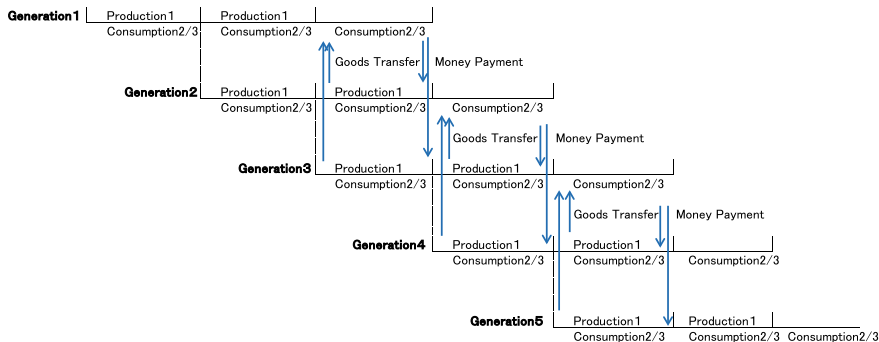 Generation1 Production1 Production1
Consumption2/3 Consumption2/3 Consumption2/3
Goods Transfer Money Payment
Generation2 Production1 Production1
Consumption2/3 Consumption2/3 Consumption2/3
Goods Transfer Money Payment
Generation3 Production1 Production1
Consumption2/3 Consumption2/3 Consumption2/3
Goods Transfer Money Payment
Generation4 Production1 Production1
Consumption2/3 Consumption2/3 Consumption2/3
Generation5 Production1 Production1
Consumption2/3 Consumption2/3 Consumption2/3